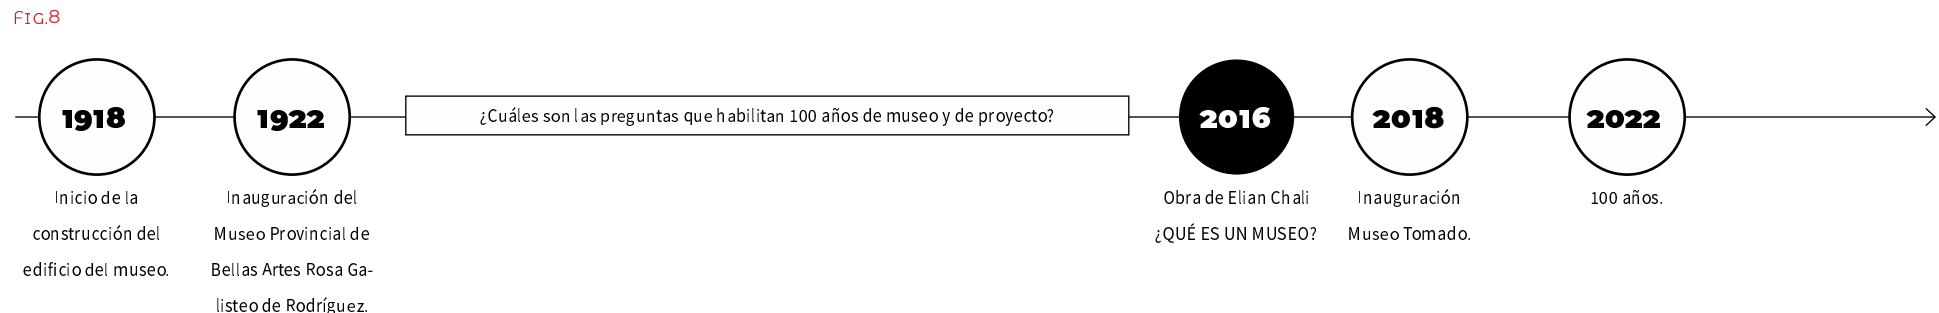 FIG.8
1918
1922
¿Cuáles son las preguntas que habilitan 100 años de museo y de proyecto?
2016
2018
2022
Inicio de la
construcción del
edificio del museo.
Inauguración del
Museo Provincial de
Bellas Artes Rosa Ga-
listeo de Rodríguez.
Obra de Elian Chali
¿QUÉ ES UN MUSEO?
Inauguración
Museo Tomado.
100 años.